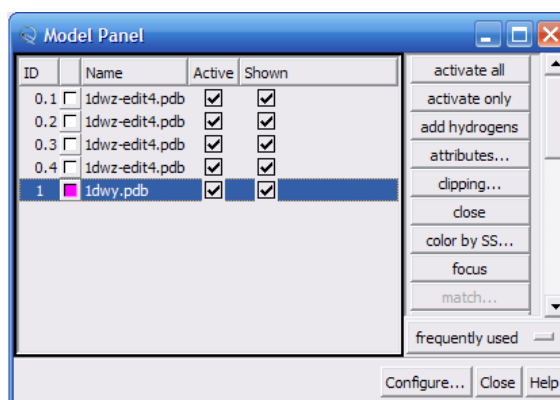 Model Panel
ID Name Active Shown
0.1 1dwz-edit4.pdb
0.2 1dwz-edit4.pdb
0.3 1dwz-edit4.pdb
0.4 1dwz-edit4.pdb
1 1dwy.pdb
activate all
activate only
add hydrogens
attributes...
clipping...
close
color by SS...
focus
match...
frequently used
Configure... Close Help